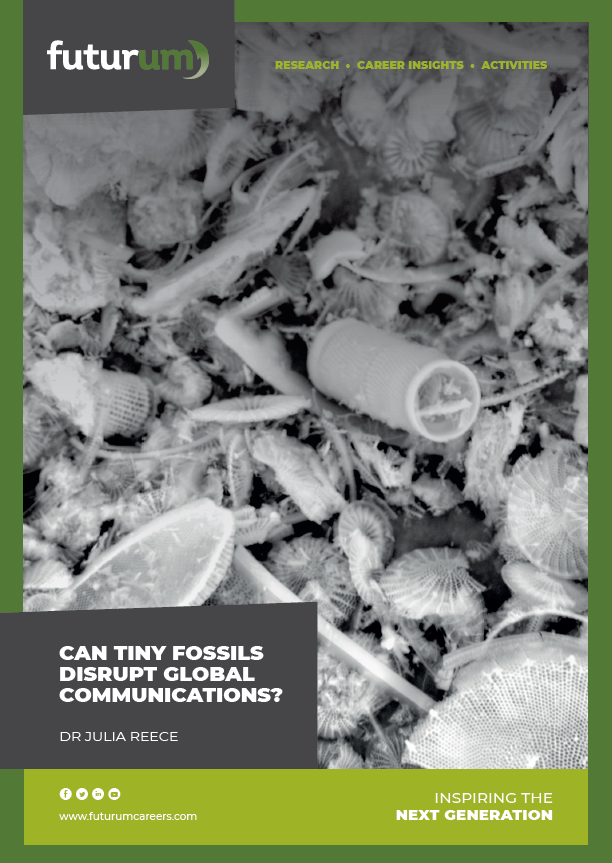 futurum
RESEARCH • CAREER INSIGHTS • ACTIVITIES
CAN TINY FOSSILS
DISRUPT GLOBAL
COMMUNICATIONS?
DR JULIA REECE
www.futurumcareers.com
INSPIRING THE
NEXT GENERATION